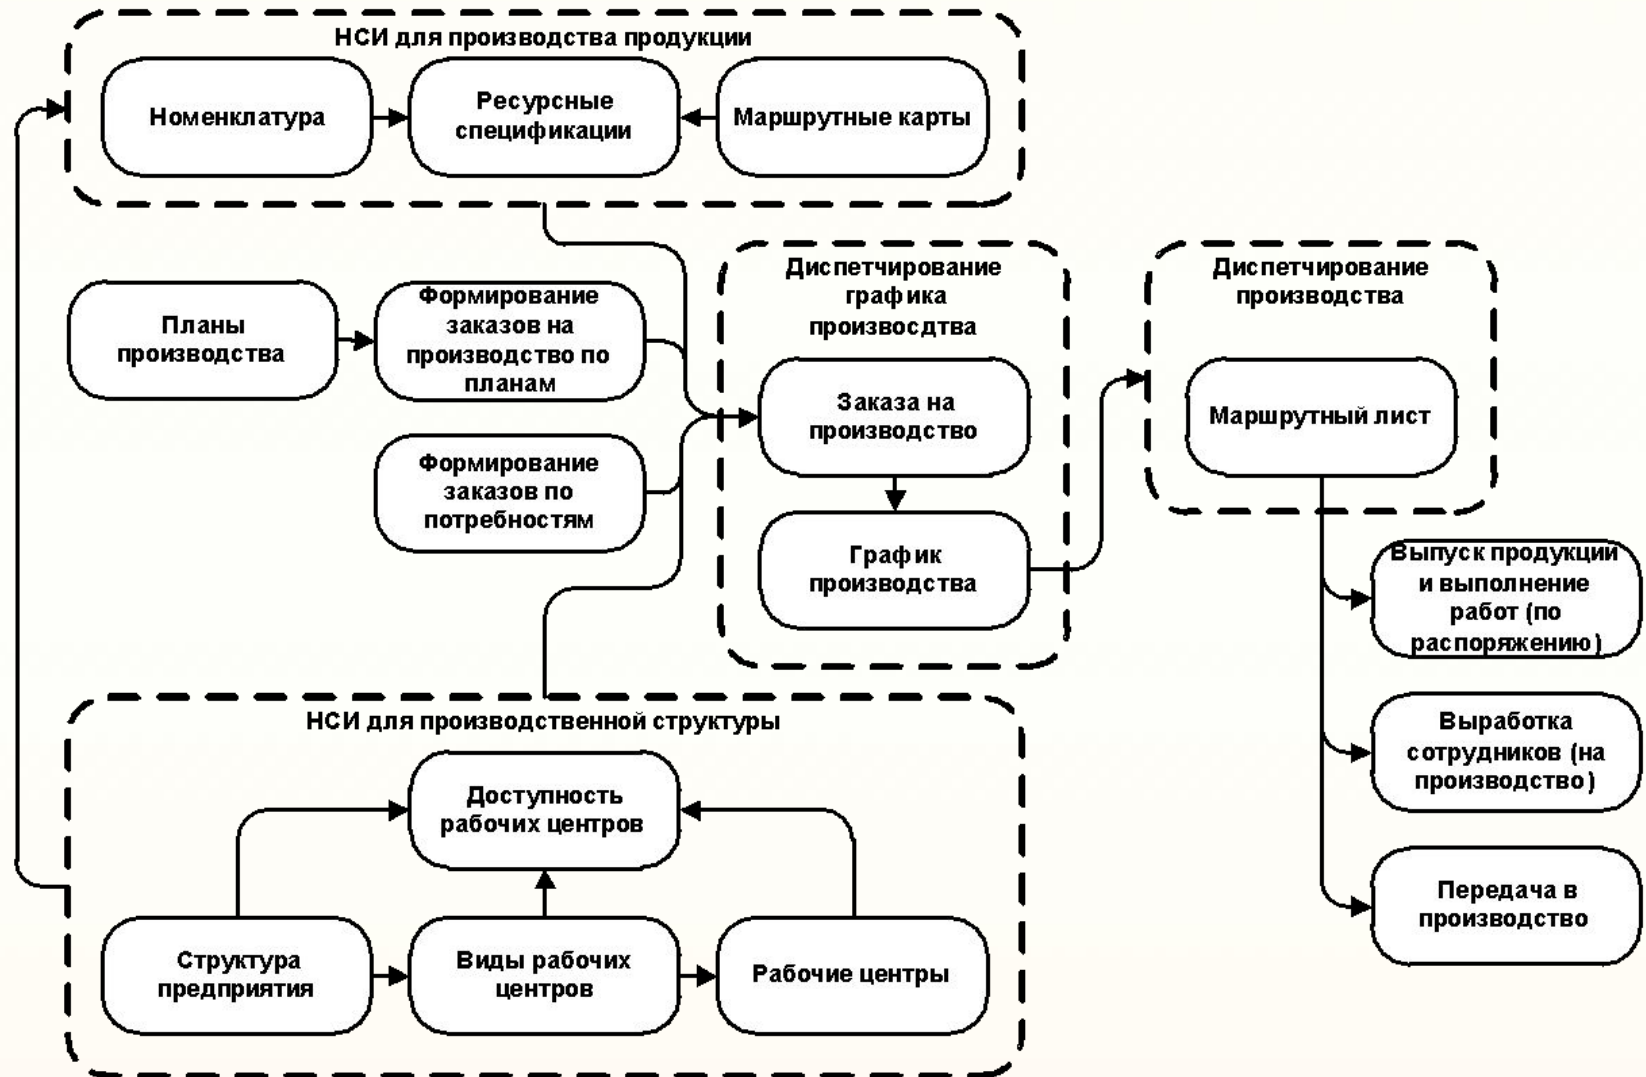 НСИ для производства продукции
Номенклатура
Ресурсные
спецификации
Маршрутные карты
Планы
производства
Формирование
заказов на
производство по
планам
Формирование
заказов по
потребностям
Диспетчирование
графика
произвосдтва
Заказа на
производство
График
производства
Диспетчирование
производства
Маршрутный лист
Выпуск продукции
и выполнение
работ (по
распоряжению)
Выработка
сотрудников (на
производство)
Передача в
производство
НСИ для производственной структуры
Доступность
рабочих центров
Структура
предприятия
Виды рабочих
центров
Рабочие центры